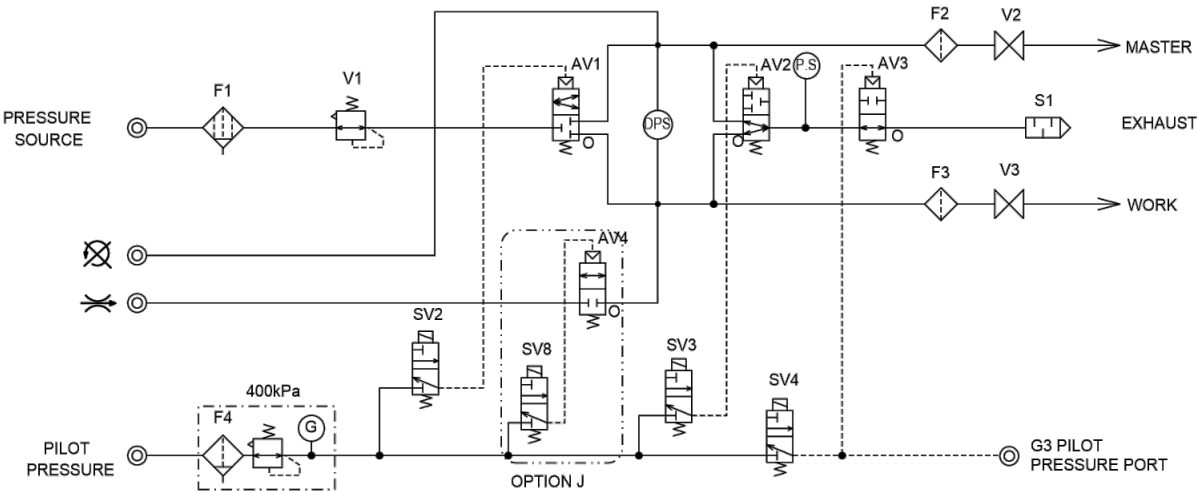 F2
V2
MASTER
AV1
AV2
P.S
AV3
F1
V1
S1
PRESSURE
SOURCE
DPS
EXHAUST
F3
V3
WORK
AV4
SV2
SV8
SV3
SV4
400kPa
F4
G
PILOT
PRESSURE
G3 PILOT
PRESSURE PORT
OPTION J